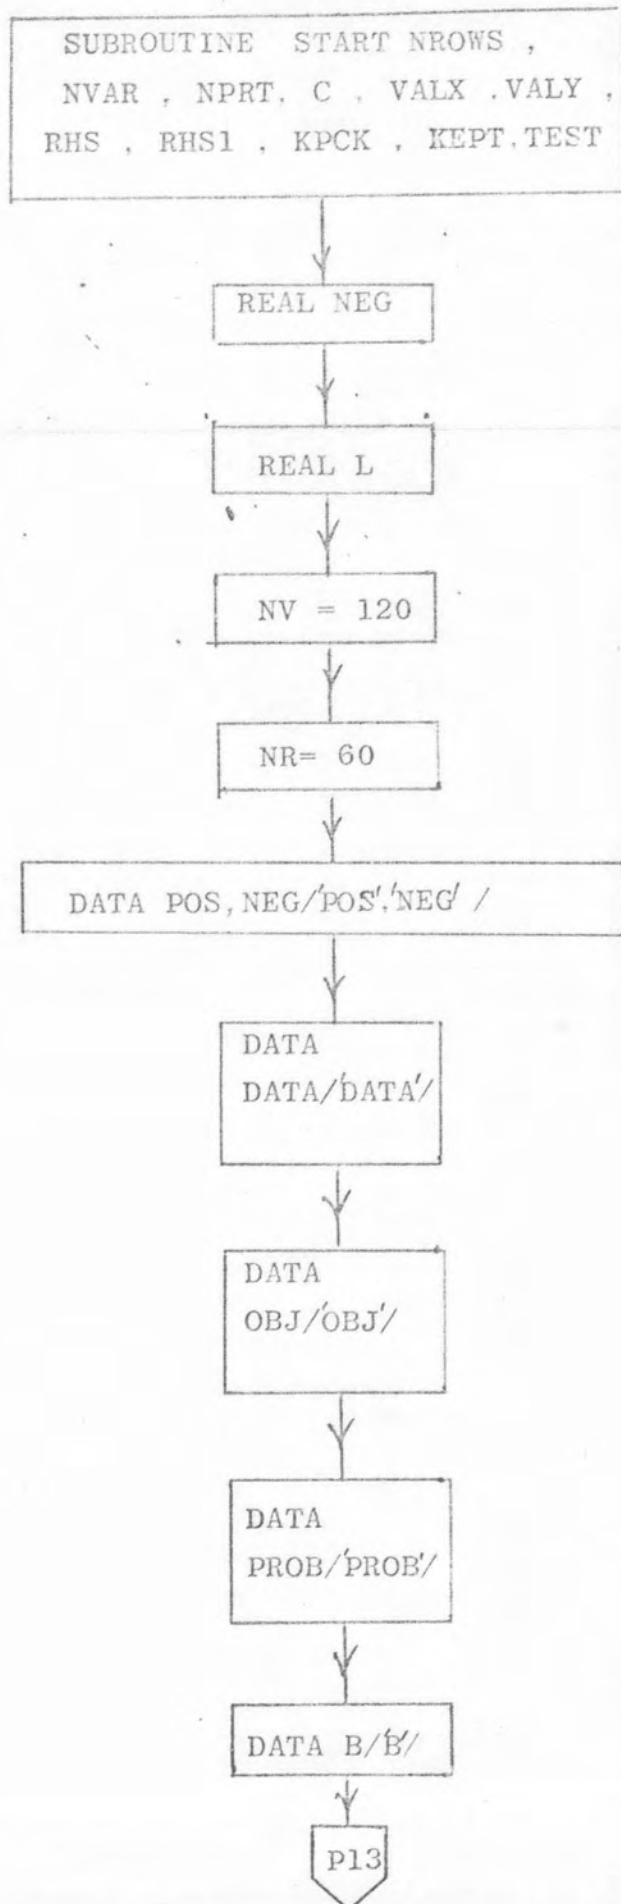 SUBROUTINE START NROWS ,
NVAR , NPRT. C , VALX .VALY ,
RHS , RHS1 , KPCK , KEPT.TEST
REAL NEG
REAL L
NV = 120
NR= 60
DATA POS,NEG/'POS','NEG' /
DATA
DATA/'DATA'/
DATA
OBJ/'OBJ'/
DATA
PROB/'PROB'/
DATA B/'B'/
P13